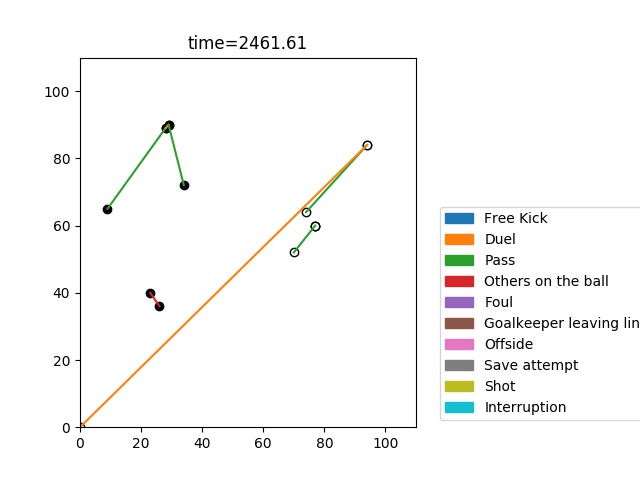 time=2461.61
100
80
60
40
20
0
0 20 40 60 80 100
Free Kick
Duel
Pass
Others on the ball
Foul
Goalkeeper leaving lin
Offside
Save attempt
Shot
Interruption